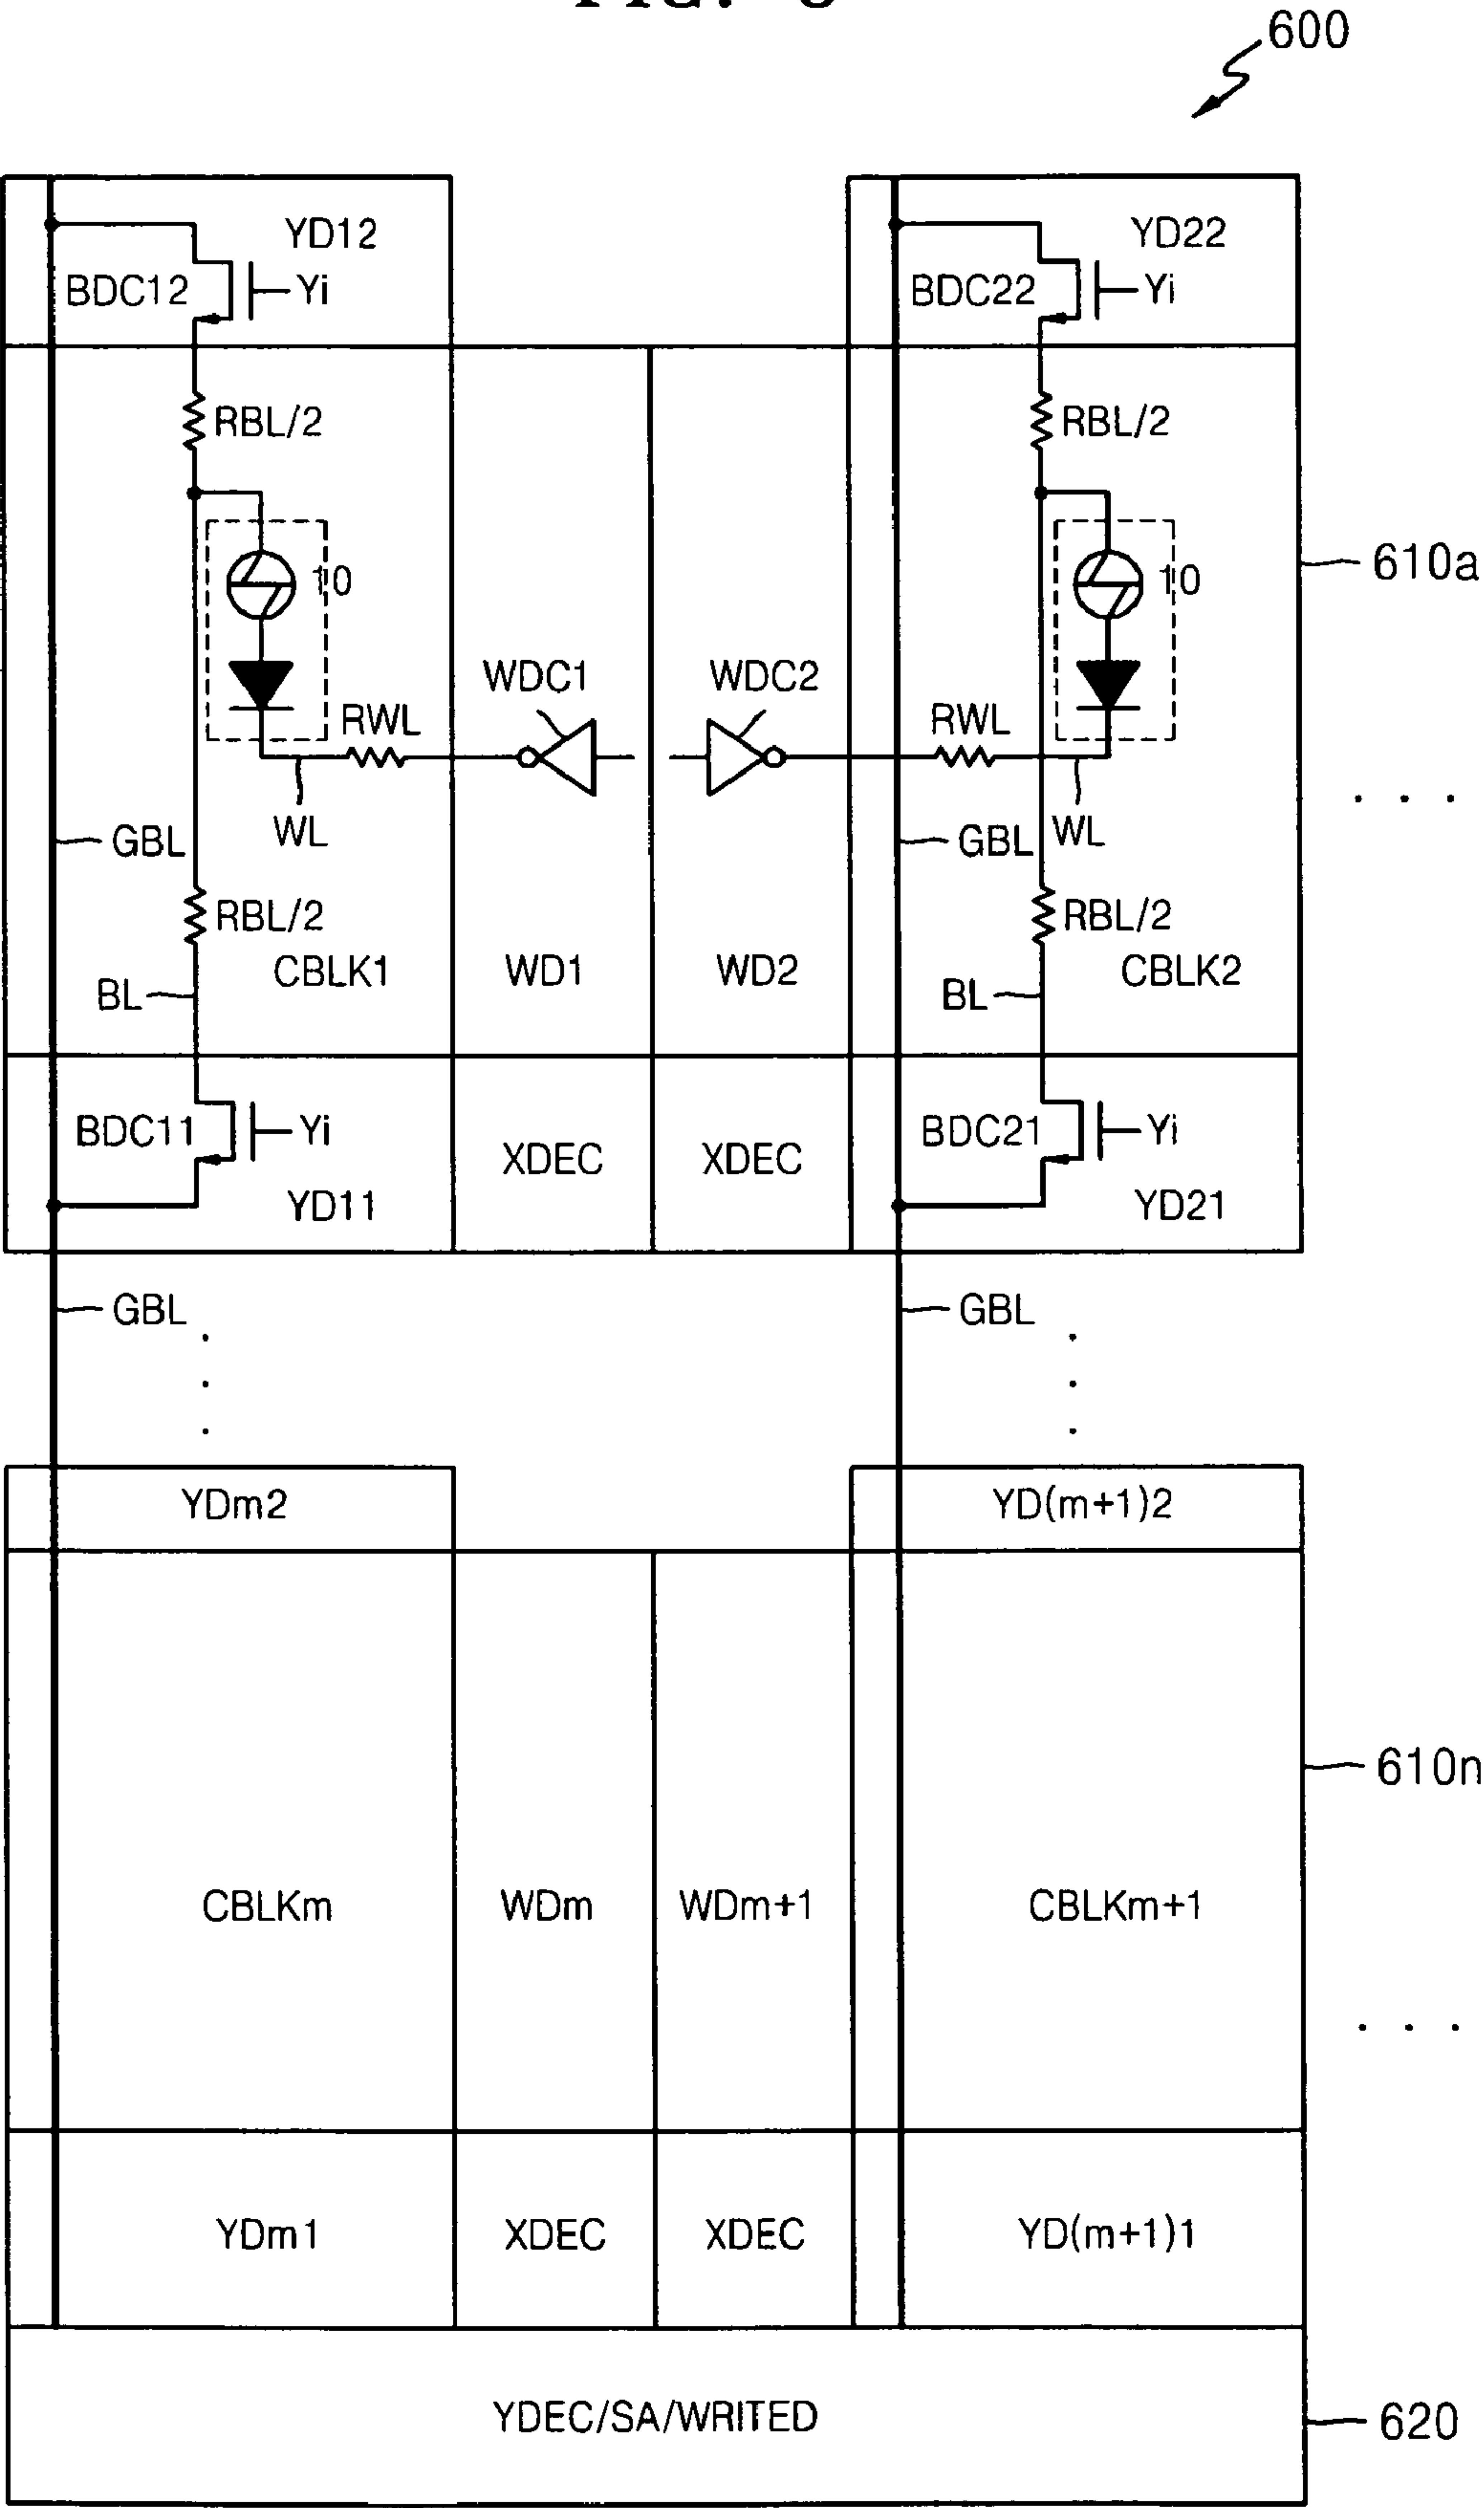 600
YD12 YD22
BDC12 Yi BDC22 Yi
RBL/2 RBL/2
10 10 610a
WDC1 WDC2
RWL RWL
WL GBL GBL WL
RBL/2 RBL/2
CBLK1 WD1 WD2 CBLK2
BL BL
BDC11 Yi BDC21 Yi
XDEC XDEC
YD11 YD21
GBL GBL
YDm2 YD(m+1)2
610n
CBLKm WDm WDm+1 CBLKm+1
YDm1 XDEC XDEC YD(m+1)1
YDEC/SA/WRITED 620